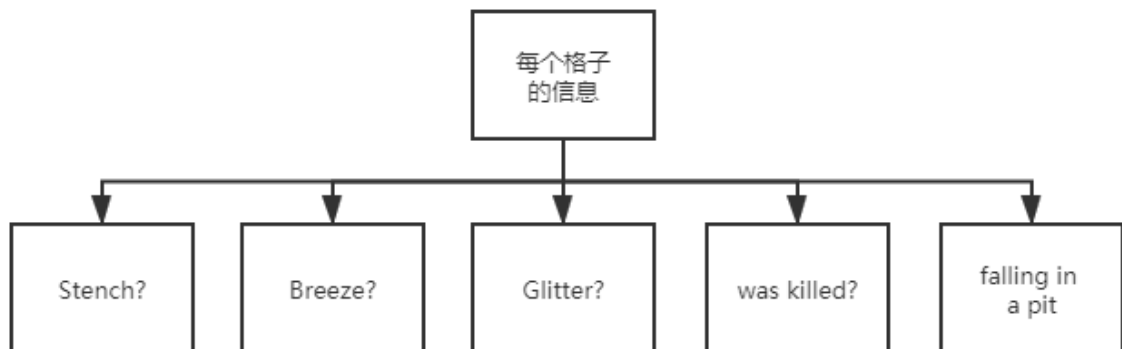 每个格子
的信息
Stench?
Breeze?
Glitter?
was killed?
falling in
a pit